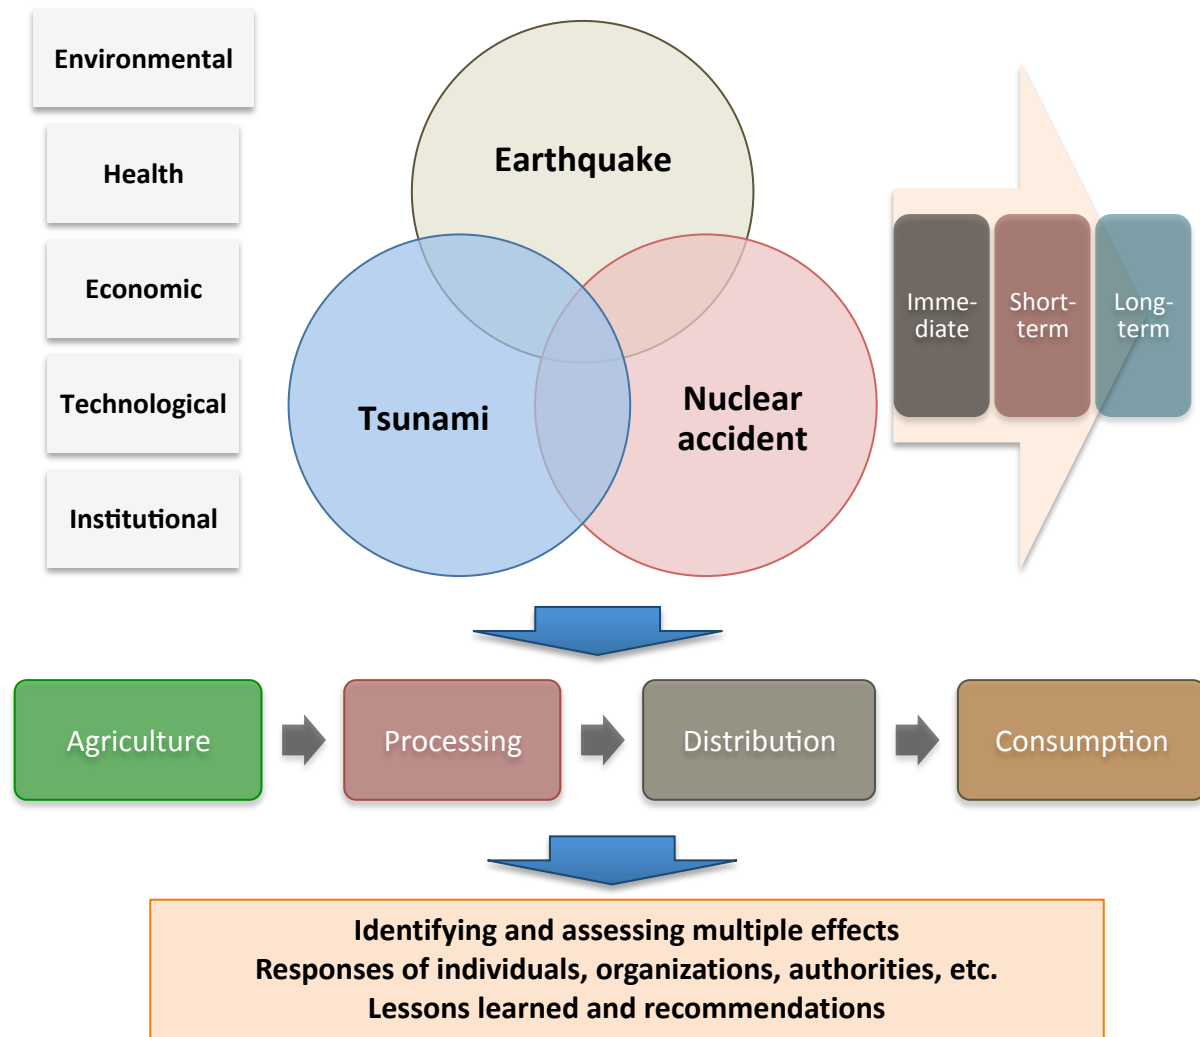 Environmental
Health
Economic
Technological
Institutional
Earthquake
Tsunami
Nuclear
accident
Imme-
diate
Short-
term
Long-
term
Agriculture
Processing
Distribution
Consumption
Identifying and assessing multiple effects
Responses of individuals, organizations, authorities, etc.
Lessons learned and recommendations